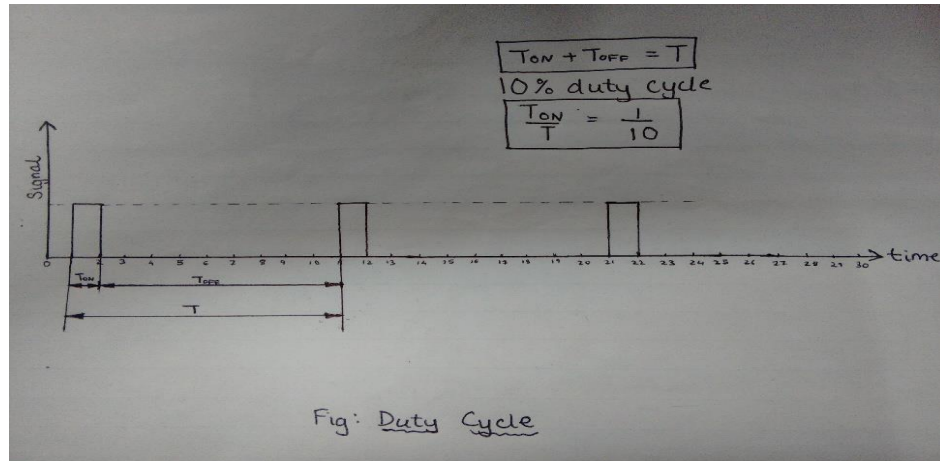 TON + TOFF = T
10% duty cycle
TON / T = 1 / 10
Signal
0 2 3 4 5 6 7 8 9 10 11 12 13 14 15 16 17 18 19 20 21 22 23 24 25 26 27 28 29 30 time
TON TOFF
T
Fig: Duty Cycle